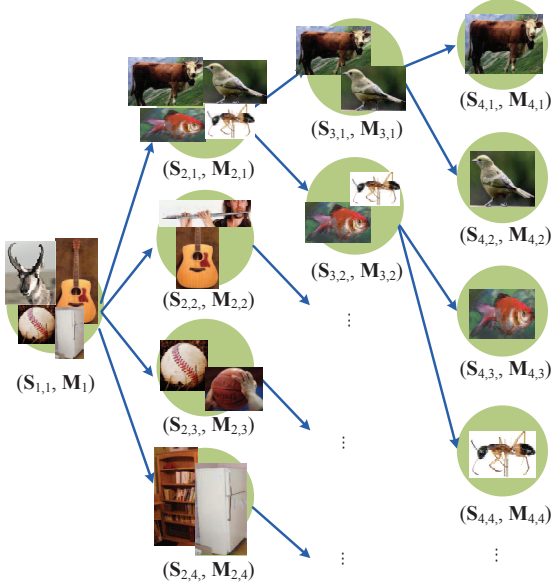 (S1,1, M1)
(S2,1,, M2,1)
(S2,2,, M2,2)
(S2,3,, M2,3)
(S2,4,, M2,4)
(S3,1,, M3,1)
(S3,2,, M3,2)
⋮
⋮
⋮
(S4,1,, M4,1)
(S4,2,, M4,2)
(S4,3,, M4,3)
(S4,4,, M4,4)
⋮